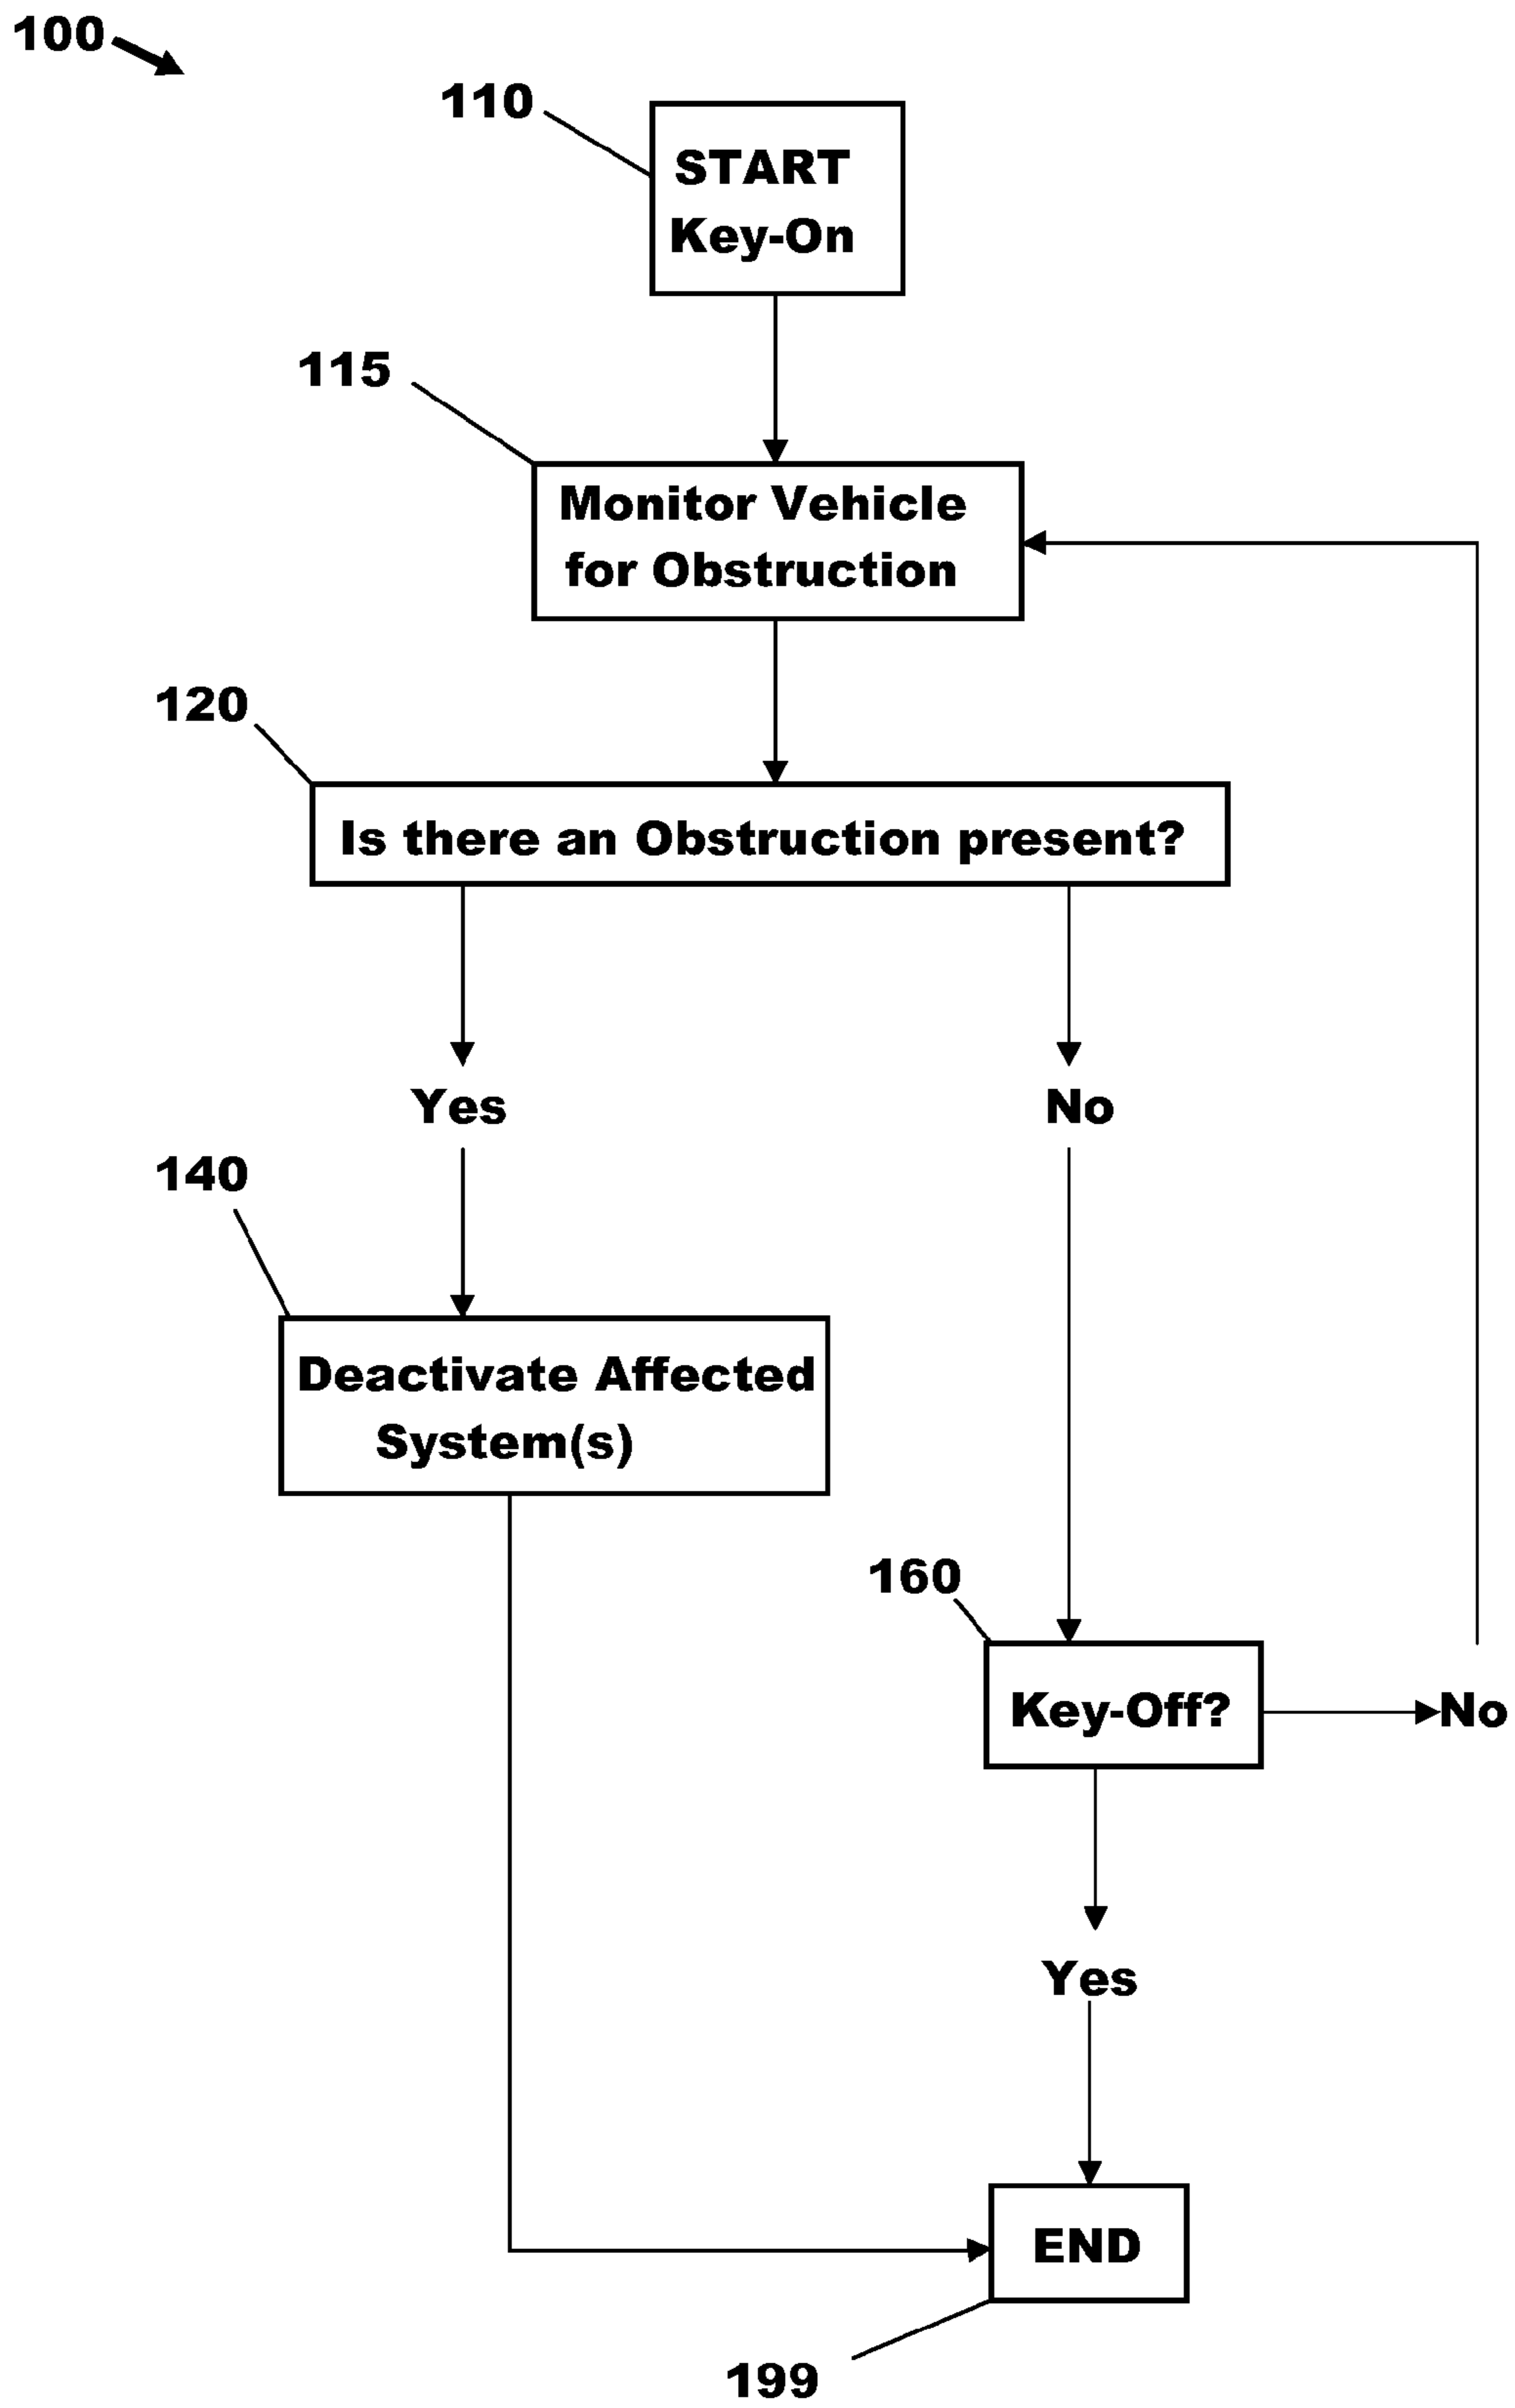 100
110
START
Key-On
115
Monitor Vehicle
for Obstruction
120
Is there an Obstruction present?
Yes
No
140
Deactivate Affected
System(s)
160
Key-Off?
No
Yes
END
199